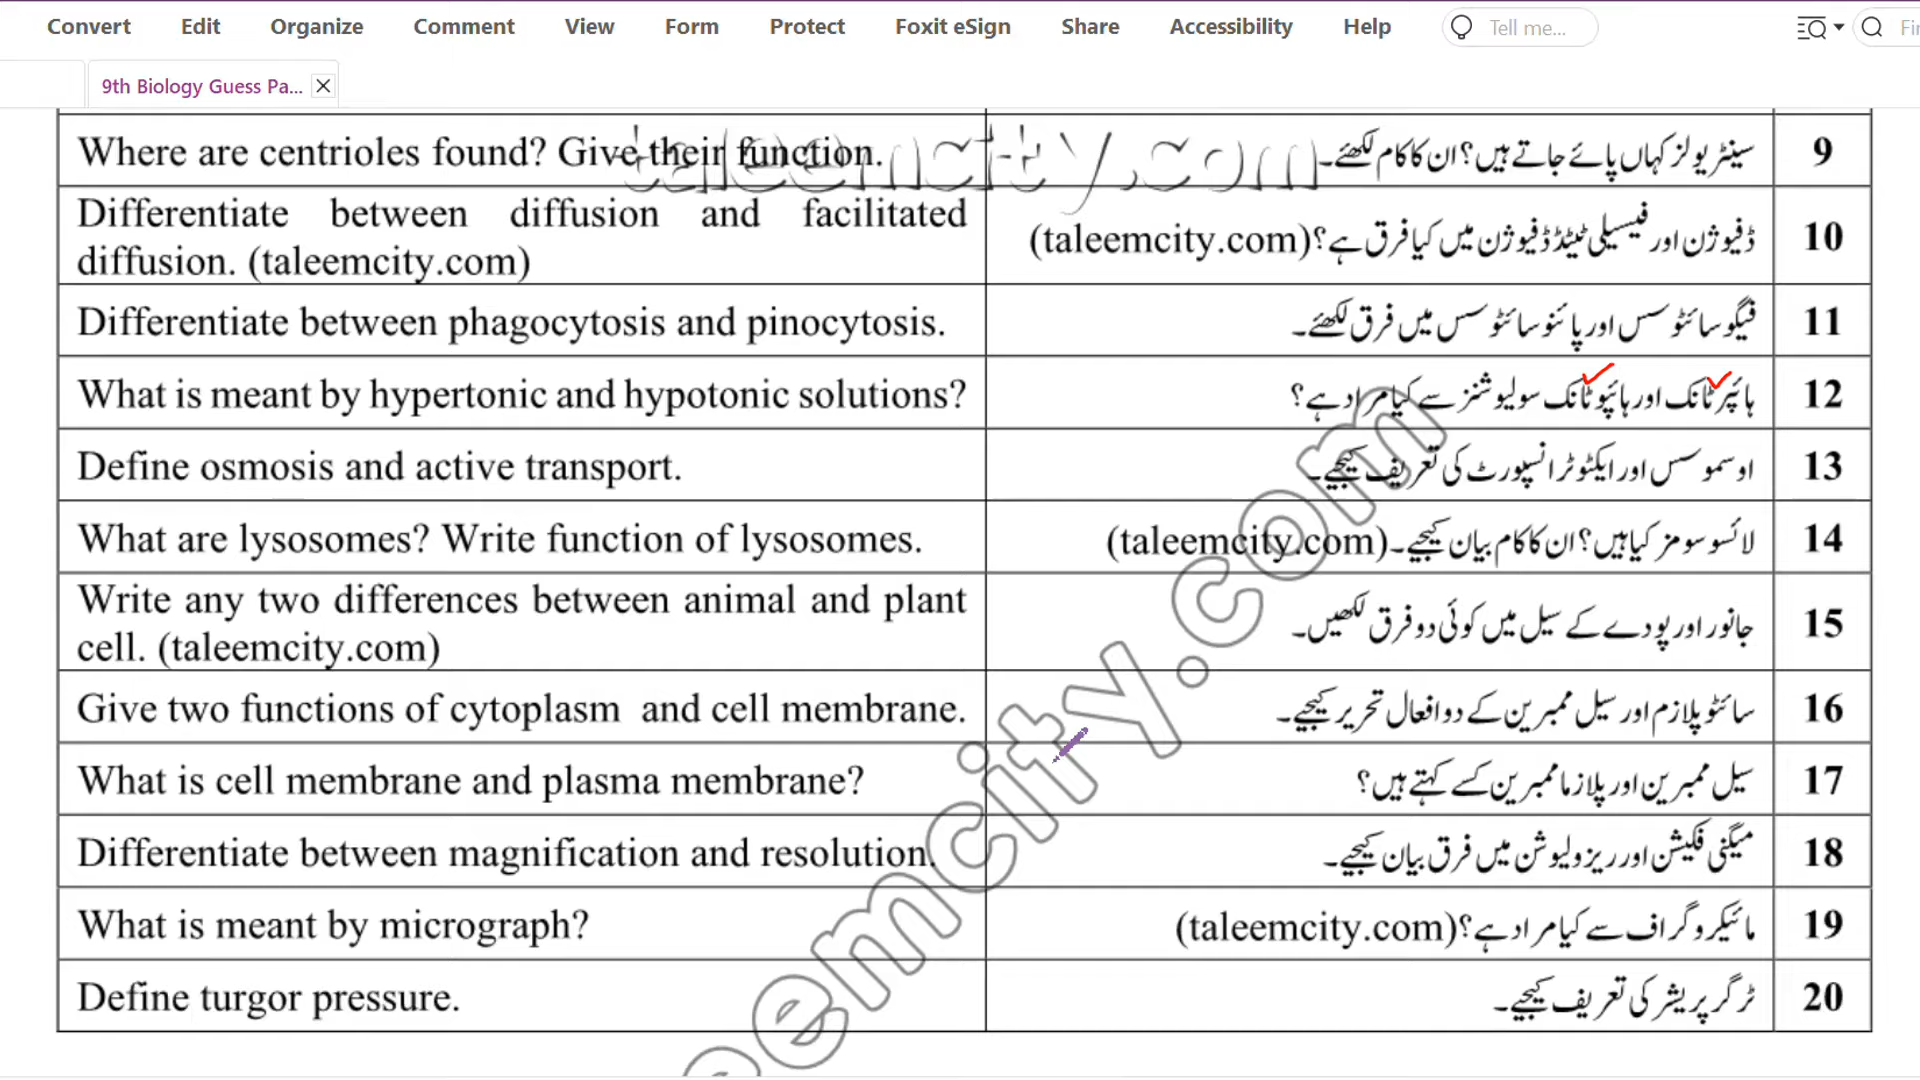 Convert Edit Organize Comment View Form Protect Foxit eSign Share Accessibility Help Tell me...
9th Biology Guess Pa...
Where are centrioles found? Give their function. سینٹریولز کہاں پائے جاتے ہیں؟ ان کا کام لکھئے۔ 9
taleemcity.com
Differentiate between diffusion and facilitated
diffusion. (taleemcity.com) ڈفیوژن اور فیسیلی ٹیٹڈ ڈفیوژن میں کیا فرق ہے؟ (taleemcity.com) 10
Differentiate between phagocytosis and pinocytosis. فیگوسائٹوسس اور پائنوسائٹوسس میں فرق لکھئے۔ 11
What is meant by hypertonic and hypotonic solutions? ہائپرٹانک اور ہائپوٹانک سولیوشنز سے کیا مراد ہے؟ 12
Define osmosis and active transport. اوسموسس اور ایکٹو ٹرانسپورٹ کی تعریف کیجیے۔ 13
What are lysosomes? Write function of lysosomes. لائسوسومز کیا ہیں؟ ان کا کام بیان کیجیے۔ (taleemcity.com) 14
Write any two differences between animal and plant
cell. (taleemcity.com) جانور اور پودے کے سیل میں کوئی دو فرق لکھیں۔ 15
Give two functions of cytoplasm and cell membrane. سائٹوپلازم اور سیل ممبرین کے دو افعال تحریر کیجیے۔ 16
What is cell membrane and plasma membrane? سیل ممبرین اور پلازما ممبرین کسے کہتے ہیں؟ 17
Differentiate between magnification and resolution. میگنی فکیشن اور ریزولیوشن میں فرق بیان کیجیے۔ 18
What is meant by micrograph? مائیکروگراف سے کیا مراد ہے؟ (taleemcity.com) 19
Define turgor pressure. ٹرگر پریشر کی تعریف کیجیے۔ 20
eemcity.com